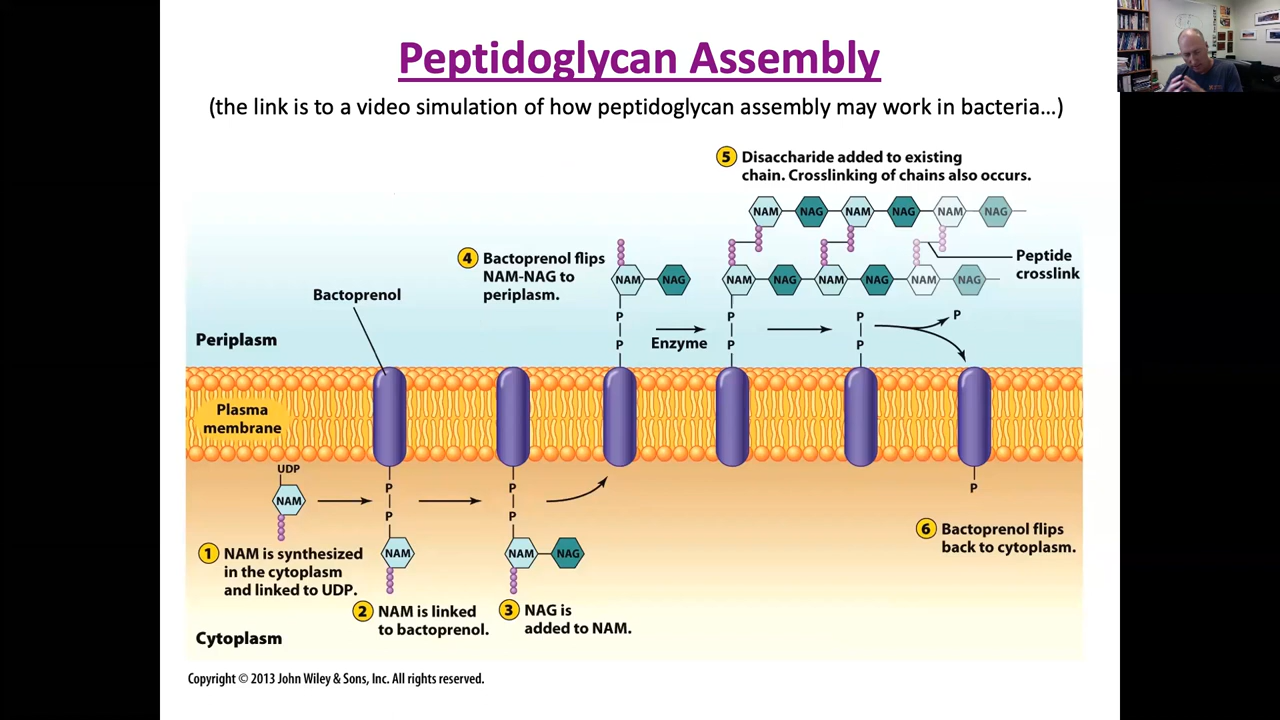 Peptidoglycan Assembly
(the link is to a video simulation of how peptidoglycan assembly may work in bacteria...)
5 Disaccharide added to existing
chain. Crosslinking of chains also occurs.
NAM NAG NAM NAG NAM NAG
4 Bactoprenol flips
NAM-NAG to
periplasm.
Peptide
crosslink
NAM NAG
NAM NAG NAM NAG NAM NAG
Bactoprenol
P P P P
Periplasm
Enzyme
P P P
Plasma
membrane
UDP
P P P
NAM
P P
6 Bactoprenol flips
back to cytoplasm.
1 NAM is synthesized
in the cytoplasm
and linked to UDP.
NAM
NAM NAG
2 NAM is linked
to bactoprenol.
3 NAG is
added to NAM.
Cytoplasm
Copyright © 2013 John Wiley & Sons, Inc. All rights reserved.